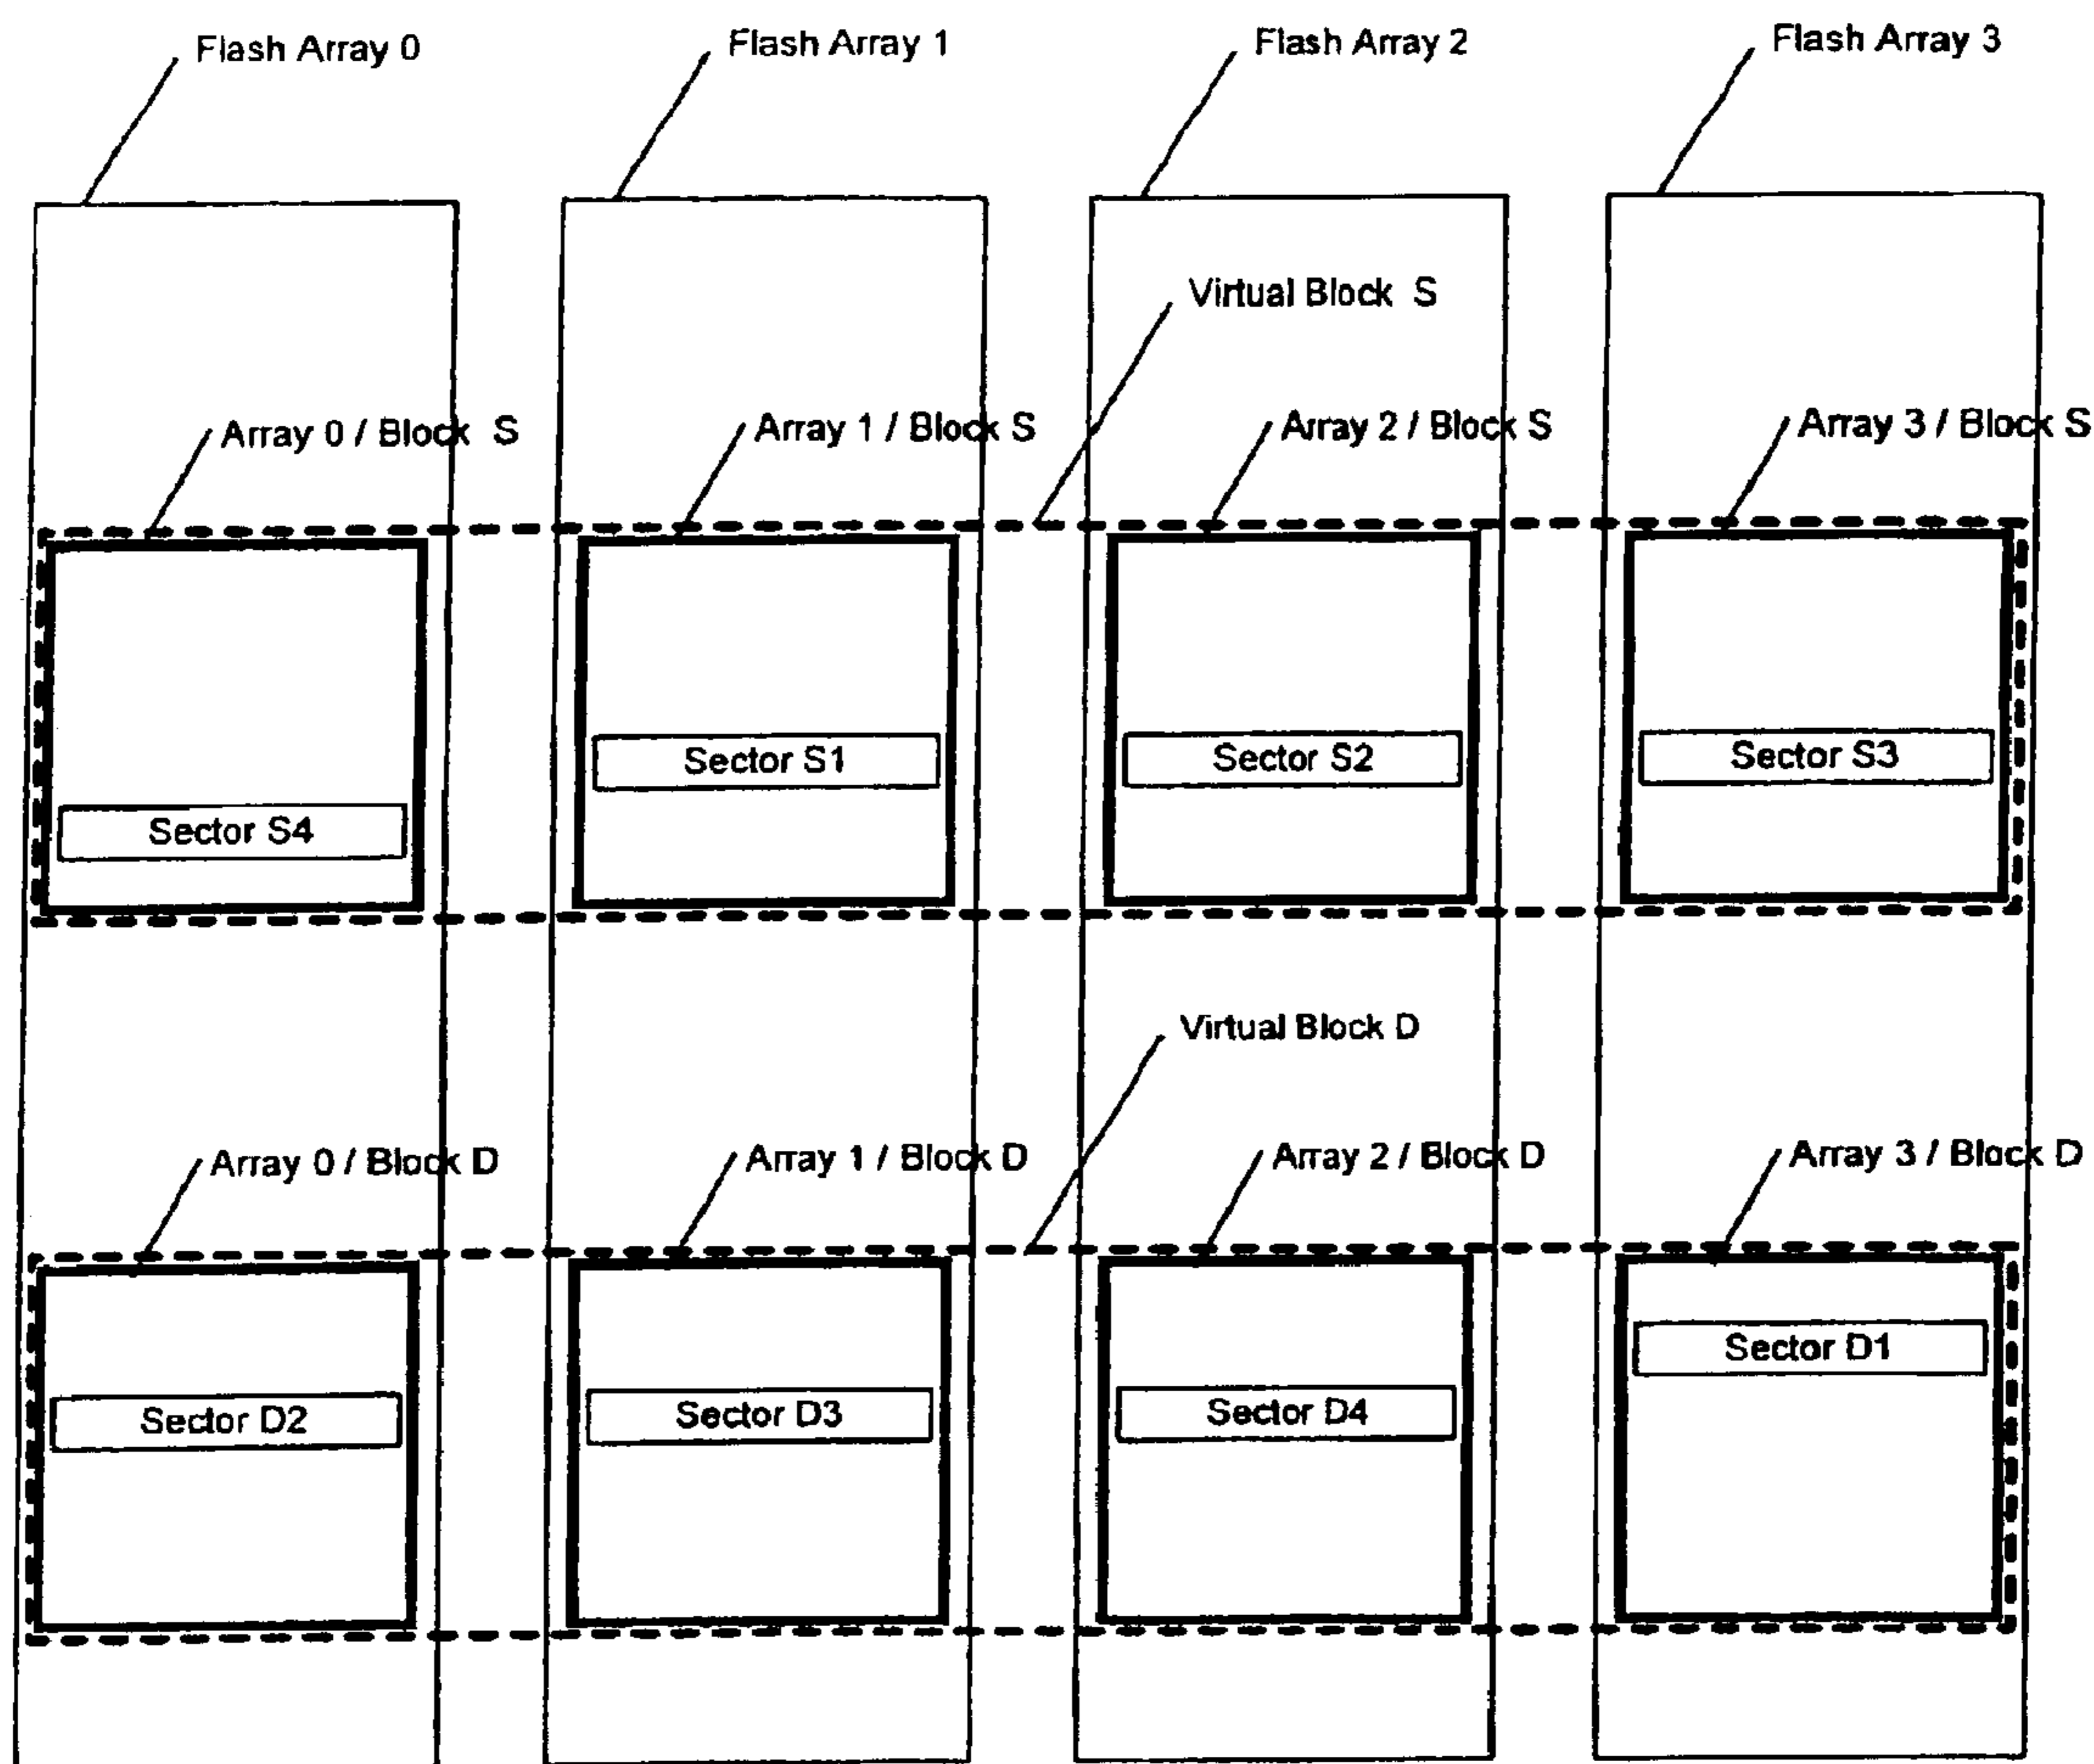 Flash Array 0
Flash Array 1
Flash Array 2
Flash Array 3
Virtual Block S
Array 0 / Block S
Array 1 / Block S
Array 2 / Block S
Array 3 / Block S
Sector S1
Sector S2
Sector S3
Sector S4
Virtual Block D
Array 0 / Block D
Array 1 / Block D
Array 2 / Block D
Array 3 / Block D
Sector D1
Sector D2
Sector D3
Sector D4